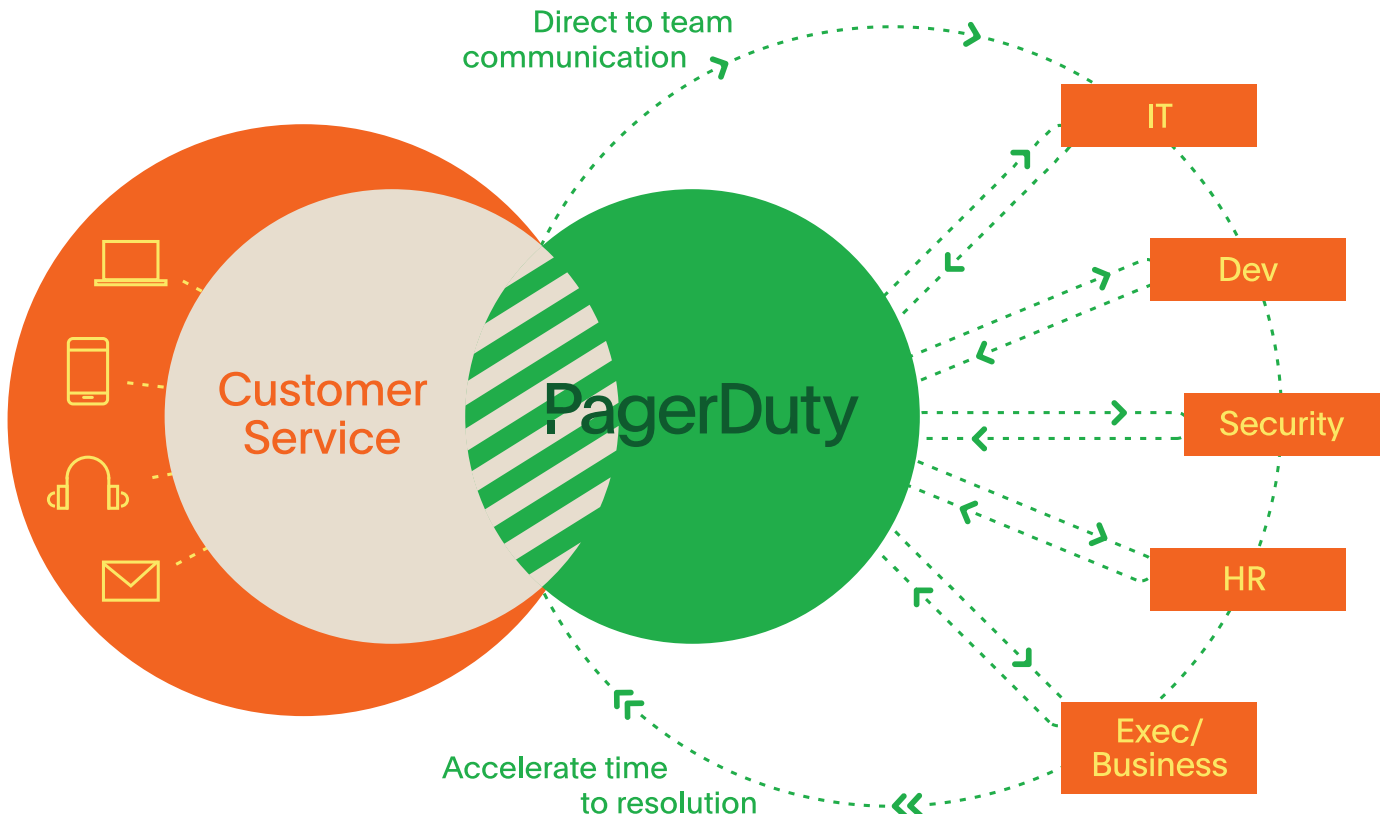 Direct to team
communication
IT
Dev
Customer
Service
PagerDuty
Security
HR
Exec/
Business
Accelerate time
to resolution